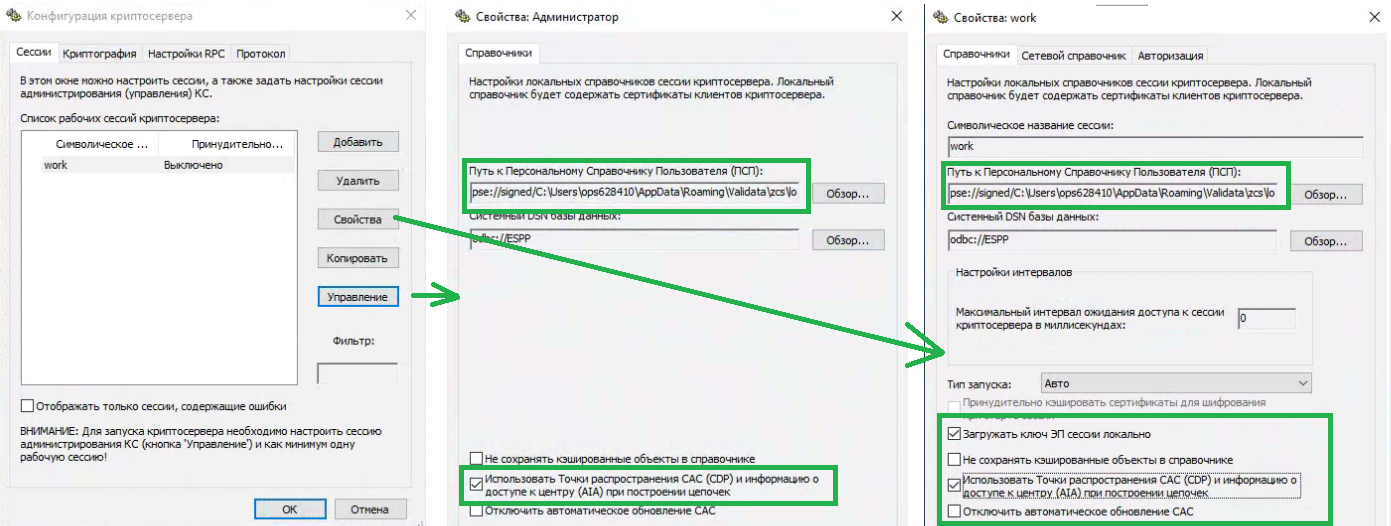 Конфигурация криптосервера
Сессии Криптография Настройки RPC Протокол
В этом окне можно настроить сессии, а также задать настройки сессии
администрирования (управления) КС.
Список рабочих сессий криптосервера:
Символическое ... Принудительно...
work Выключено
Добавить
Удалить
Свойства
Копировать
Управление
Фильтр:
Отображать только сессии, содержащие ошибки
ВНИМАНИЕ: Для запуска криптосервера необходимо настроить сессию
администрирования КС (кнопка 'Управление') и как минимум одну
рабочую сессию!
ОК Отмена
Свойства: Администратор
Справочники
Настройки локальных справочников сессии криптосервера. Локальный
справочник будет содержать сертификаты клиентов криптосервера.
Путь к Персональному Справочнику Пользователя (ПСП):
pse://signed/C:\Users\ops628410\AppData\Roaming\Validata\zcs\lo Обзор...
Системный DSN базы данных:
odbc://ESPP Обзор...
Не сохранять кэшированные объекты в справочнике
Использовать Точки распространения САС (CDP) и информацию о
доступе к центру (AIA) при построении цепочек
Отключить автоматическое обновление САС
Свойства: work
Справочники Сетевой справочник Авторизация
Настройки локальных справочников сессии криптосервера. Локальный
справочник будет содержать сертификаты клиентов криптосервера.
Символическое название сессии:
work
Путь к Персональному Справочнику Пользователя (ПСП):
pse://signed/C:\Users\ops628410\AppData\Roaming\Validata\zcs\lo Обзор...
Системный DSN базы данных:
odbc://ESPP Обзор...
Настройки интервалов
Максимальный интервал ожидания доступа к сессии
криптосервера в миллисекундах: 0
Тип запуска: Авто
Принудительно кэшировать сертификаты для шифрования
Загружать ключ ЭП сессии локально
Не сохранять кэшированные объекты в справочнике
Использовать Точки распространения САС (CDP) и информацию о
доступе к центру (AIA) при построении цепочек
Отключить автоматическое обновление САС